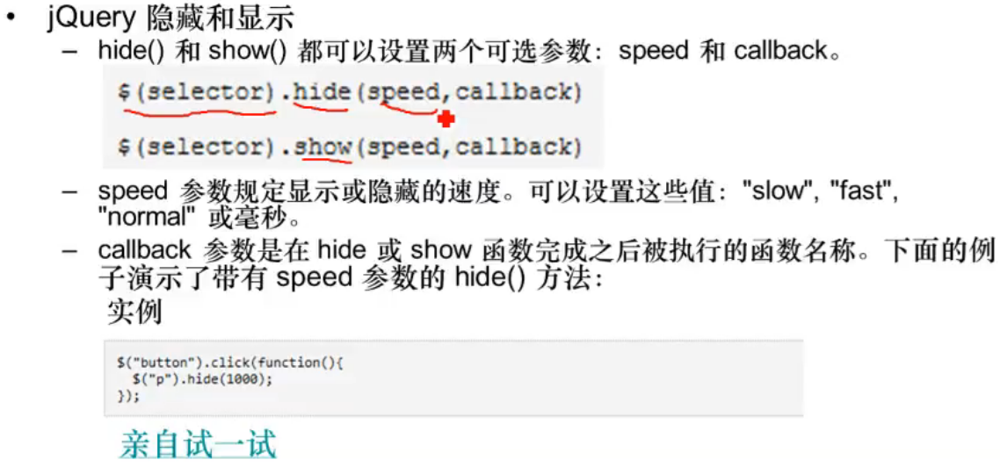 • jQuery 隐藏和显示
– hide() 和 show() 都可以设置两个可选参数：speed 和 callback。
$(selector).hide(speed,callback)
$(selector).show(speed,callback)
– speed 参数规定显示或隐藏的速度。可以设置这些值："slow", "fast",
"normal" 或毫秒。
– callback 参数是在 hide 或 show 函数完成之后被执行的函数名称。下面的例
子演示了带有 speed 参数的 hide() 方法：
实例
$("button").click(function(){
  $("p").hide(1000);
});
亲自试一试